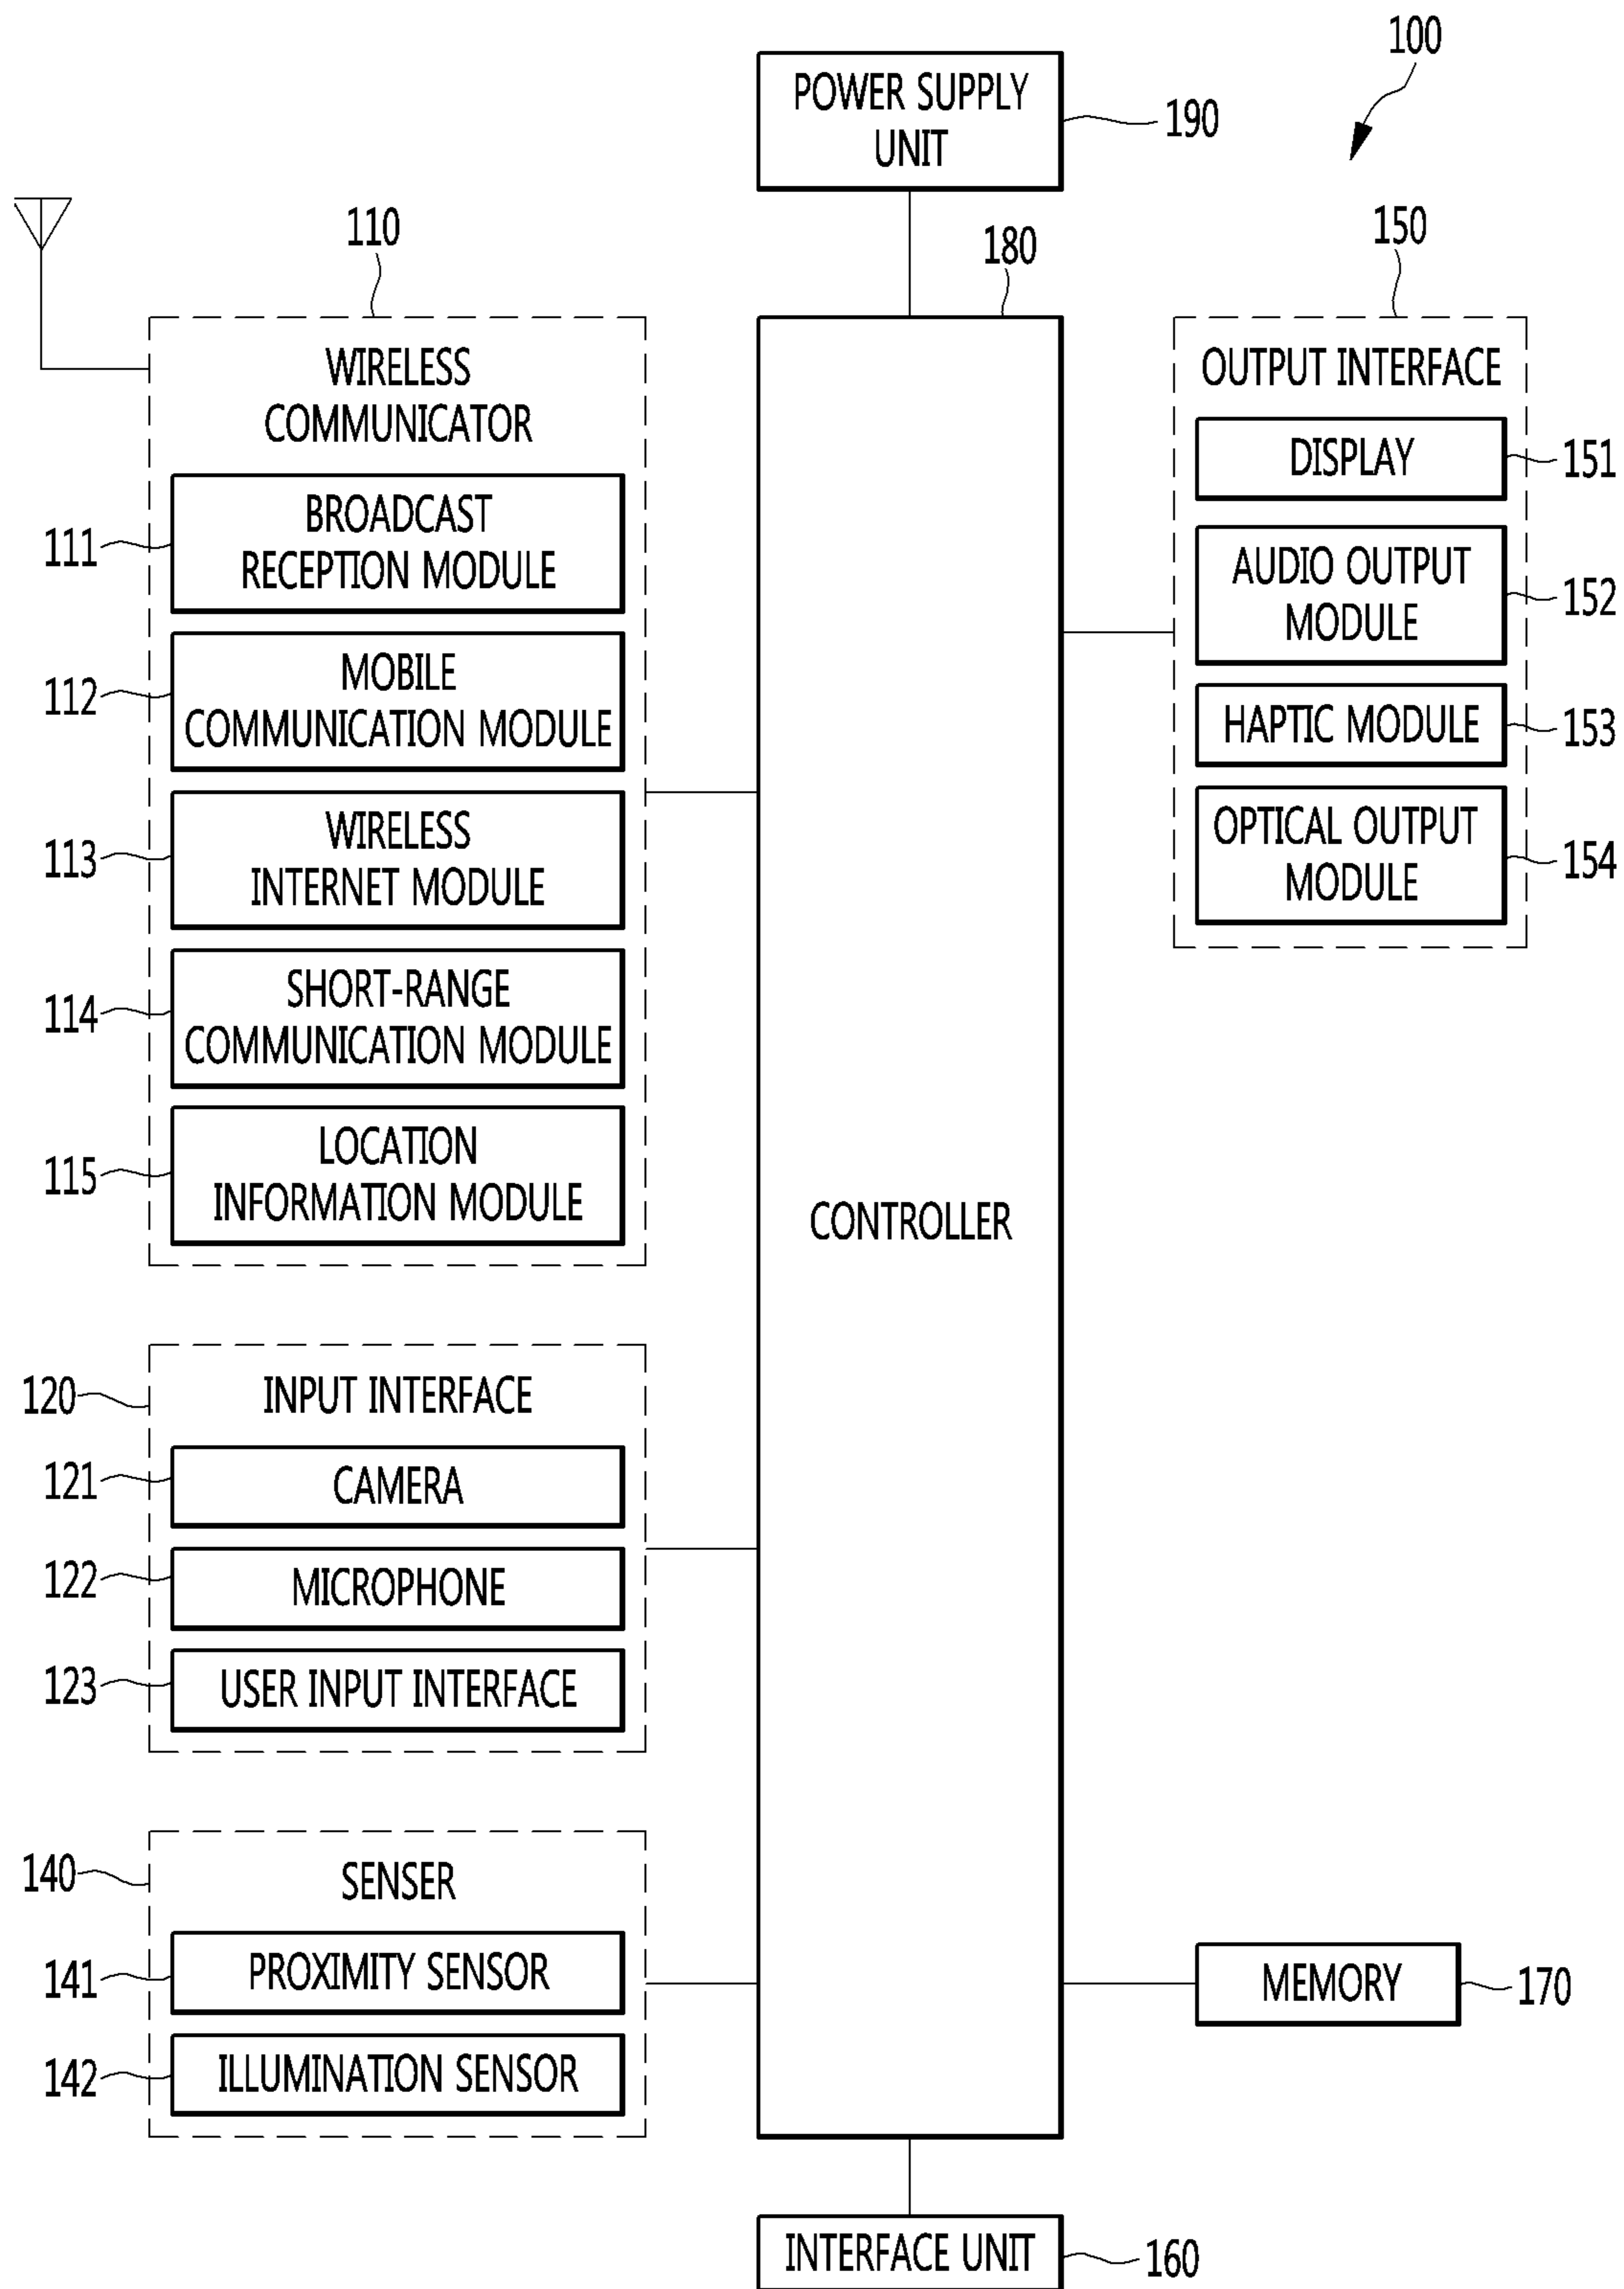 100
POWER SUPPLY
UNIT
190
110
180
150
WIRELESS
COMMUNICATOR
111
BROADCAST
RECEPTION MODULE
112
MOBILE
COMMUNICATION MODULE
113
WIRELESS
INTERNET MODULE
114
SHORT-RANGE
COMMUNICATION MODULE
115
LOCATION
INFORMATION MODULE
120
INPUT INTERFACE
121
CAMERA
122
MICROPHONE
123
USER INPUT INTERFACE
140
SENSER
141
PROXIMITY SENSOR
142
ILLUMINATION SENSOR
CONTROLLER
OUTPUT INTERFACE
DISPLAY
151
AUDIO OUTPUT
MODULE
152
HAPTIC MODULE
153
OPTICAL OUTPUT
MODULE
154
MEMORY
170
INTERFACE UNIT
160